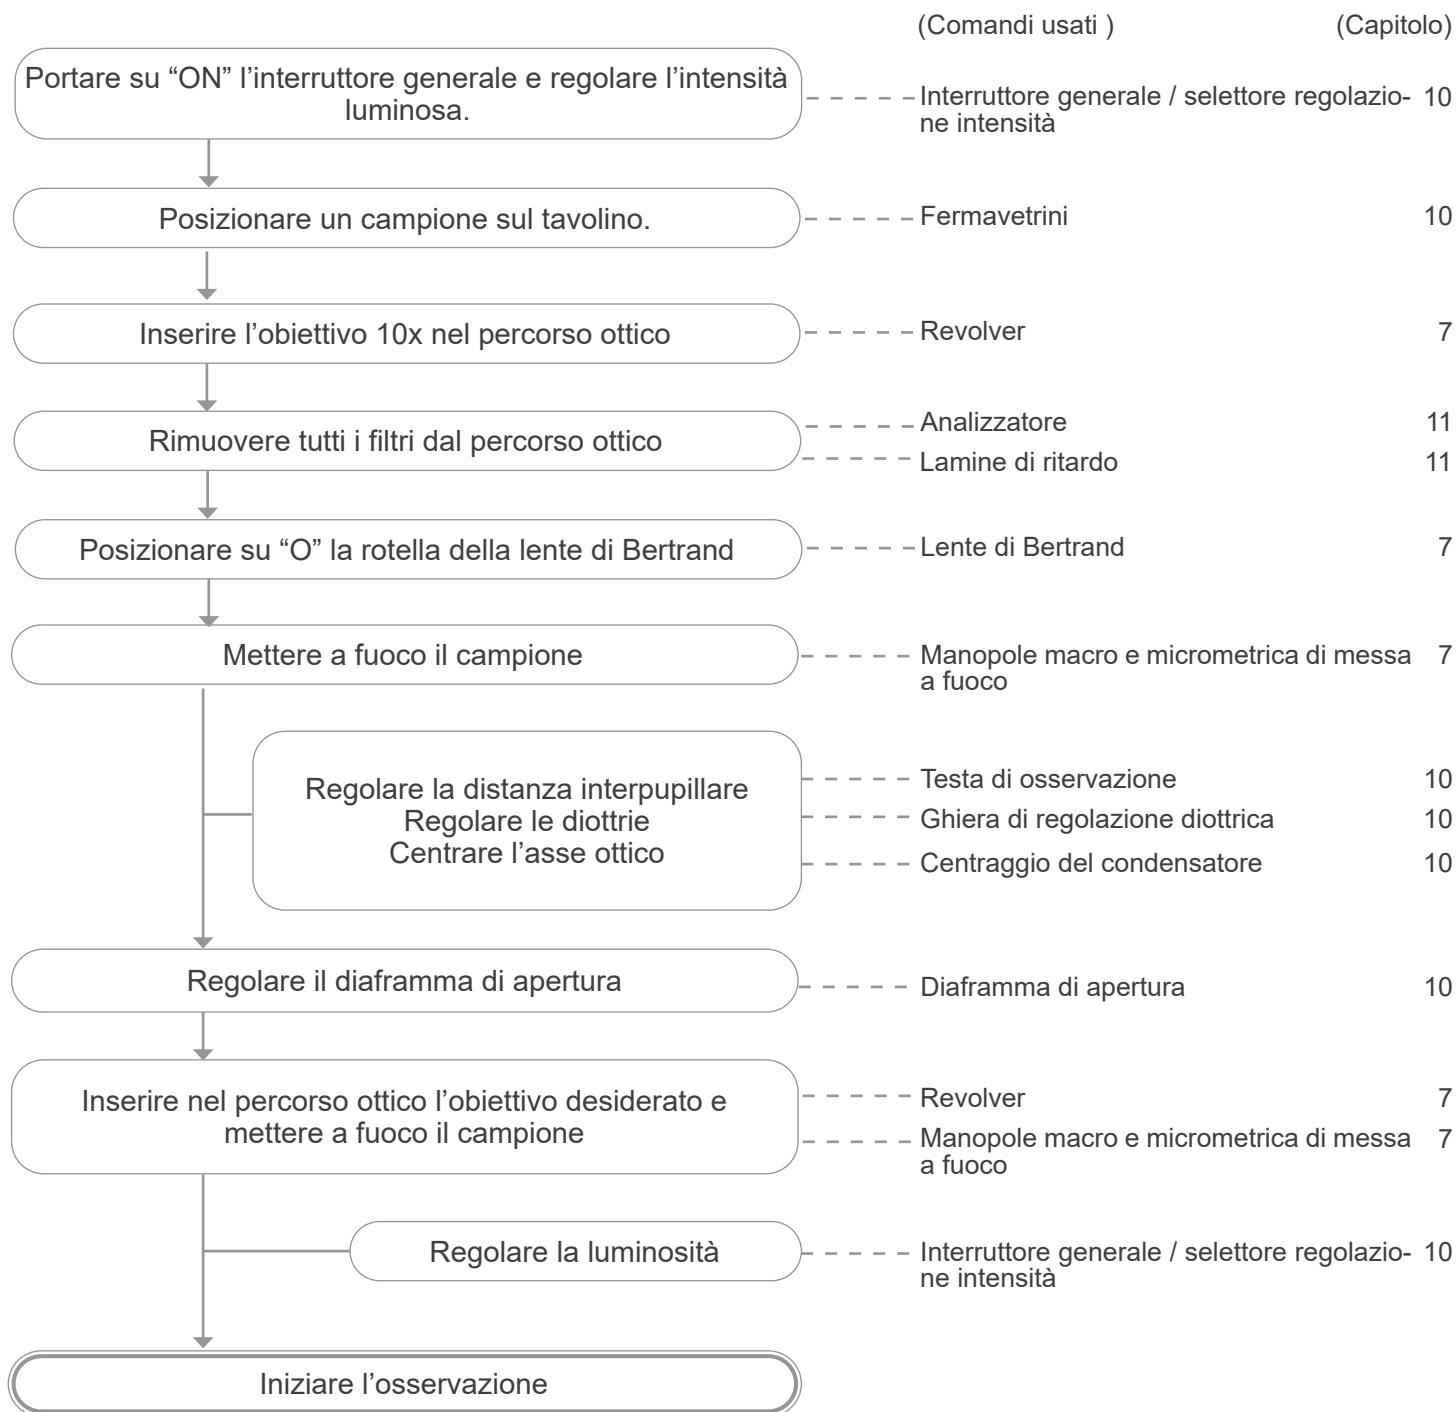 (Comandi usati ) (Capitolo)
Portare su “ON” l’interruttore generale e regolare l’intensità
luminosa.
Interruttore generale / selettore regolazio- 10
ne intensità
Posizionare un campione sul tavolino.
Fermavetrini 10
Inserire l’obiettivo 10x nel percorso ottico
Revolver 7
Rimuovere tutti i filtri dal percorso ottico
Analizzatore 11
Lamine di ritardo 11
Posizionare su “O” la rotella della lente di Bertrand
Lente di Bertrand 7
Mettere a fuoco il campione
Manopole macro e micrometrica di messa 7
a fuoco
Regolare la distanza interpupillare
Regolare le diottrie
Centrare l’asse ottico
Testa di osservazione 10
Ghiera di regolazione diottrica 10
Centraggio del condensatore 10
Regolare il diaframma di apertura
Diaframma di apertura 10
Inserire nel percorso ottico l’obiettivo desiderato e
mettere a fuoco il campione
Revolver 7
Manopole macro e micrometrica di messa 7
a fuoco
Regolare la luminosità
Interruttore generale / selettore regolazio- 10
ne intensità
Iniziare l’osservazione